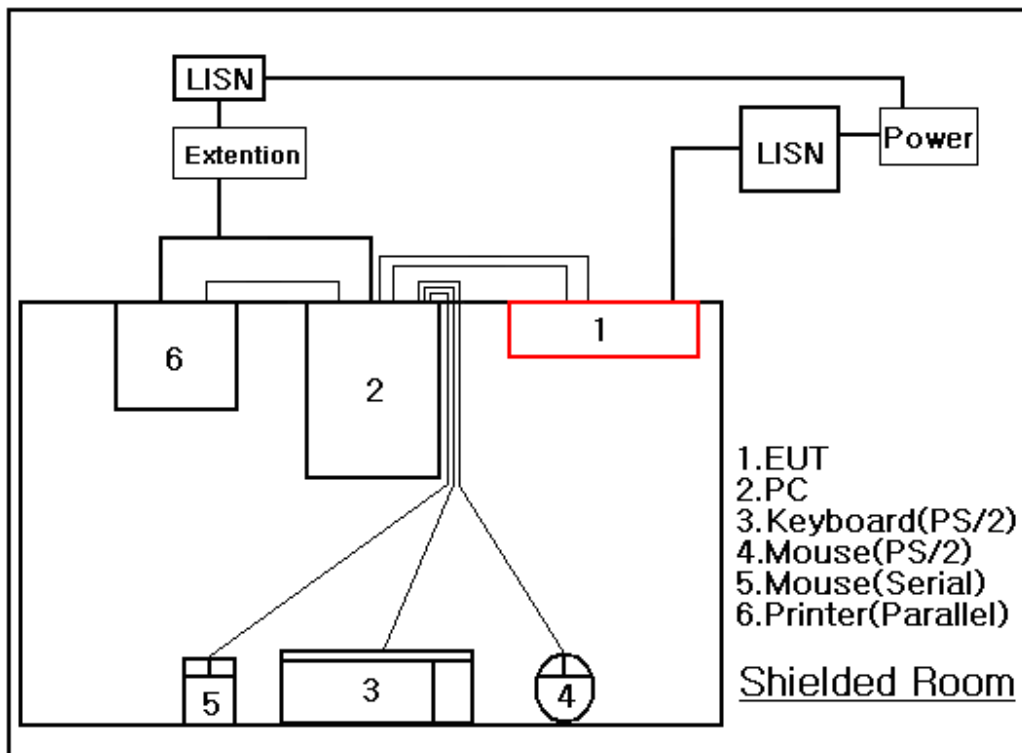 LISN
Extention
LISN
Power
6
2
1
1.EUT
2.PC
3.Keyboard(PS/2)
4.Mouse(PS/2)
5.Mouse(Serial)
6.Printer(Parallel)
5
3
4
Shielded Room